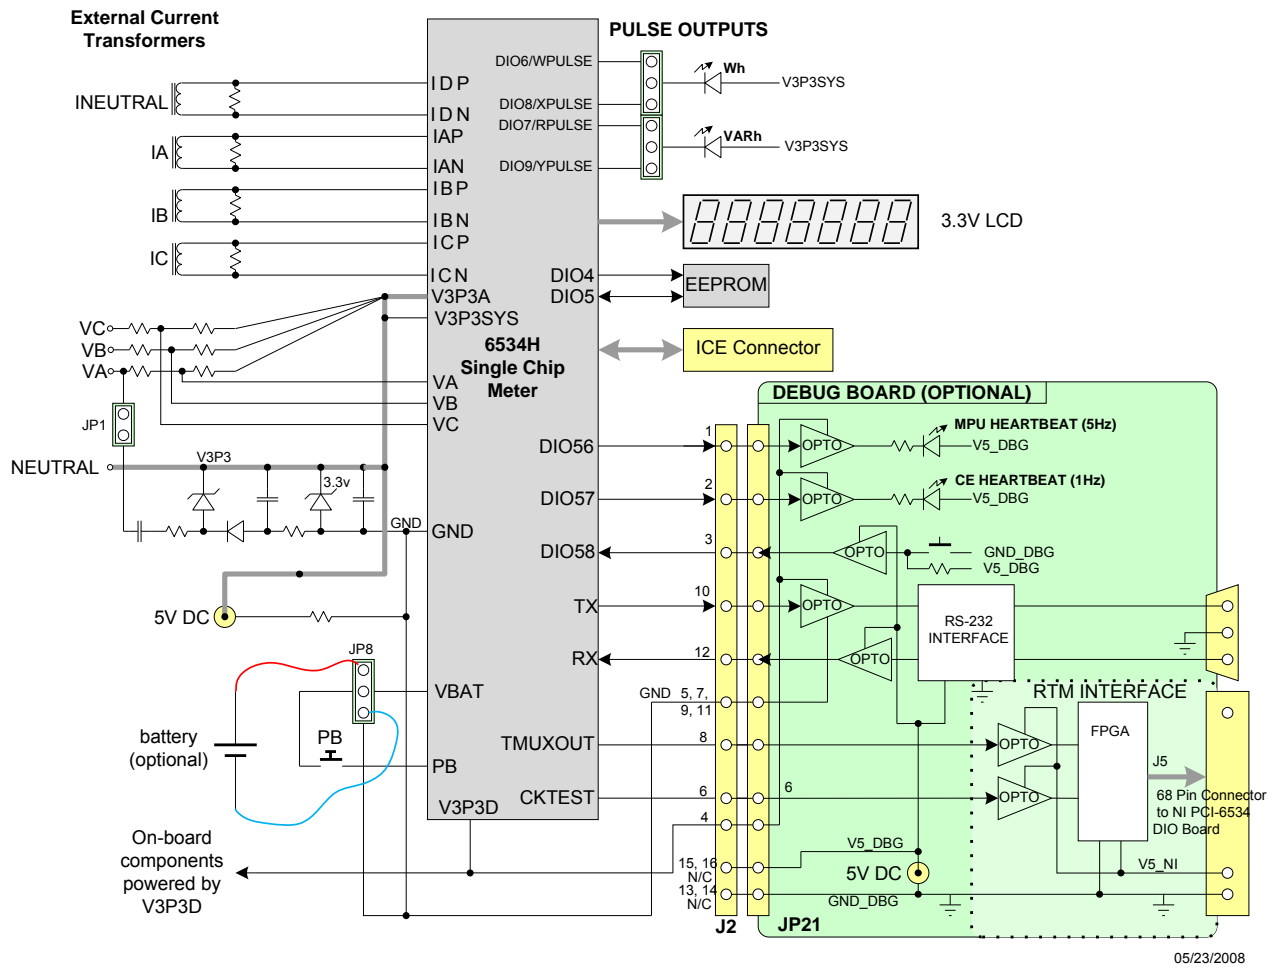 External Current
Transformers
PULSE OUTPUTS
INEUTRAL
IA
IB
IC
IDP
IDN
IAP
IAN
IBP
IBN
ICP
ICN
V3P3A
V3P3SYS
DIO6/WPULSE
DIO8/XPULSE
DIO7/RPULSE
DIO9/YPULSE
Wh
V3P3SYS
VARh
V3P3SYS
3.3V LCD
DIO4
DIO5
EEPROM
ICE Connector
6534H
Single Chip
Meter
VC
VB
VA
VA
VB
VC
JP1
NEUTRAL
V3P3
3.3v
GND
GND
5V DC
JP8
VBAT
PB
PB
battery
(optional)
V3P3D
On-board
components
powered by
V3P3D
DIO56
DIO57
DIO58
TX
RX
TMUXOUT
CKTEST
1
2
3
10
12
GND 5, 7,
9, 11
8
6
4
15, 16
N/C
13, 14
N/C
J2
JP21
DEBUG BOARD (OPTIONAL)
OPTO
MPU HEARTBEAT (5Hz)
V5_DBG
OPTO
CE HEARTBEAT (1Hz)
V5_DBG
OPTO
GND_DBG
V5_DBG
OPTO
RS-232
INTERFACE
OPTO
RTM INTERFACE
OPTO
FPGA
OPTO
J5
68 Pin Connector
to NI PCI-6534
DIO Board
6
V5_DBG
5V DC
GND_DBG
V5_NI
05/23/2008